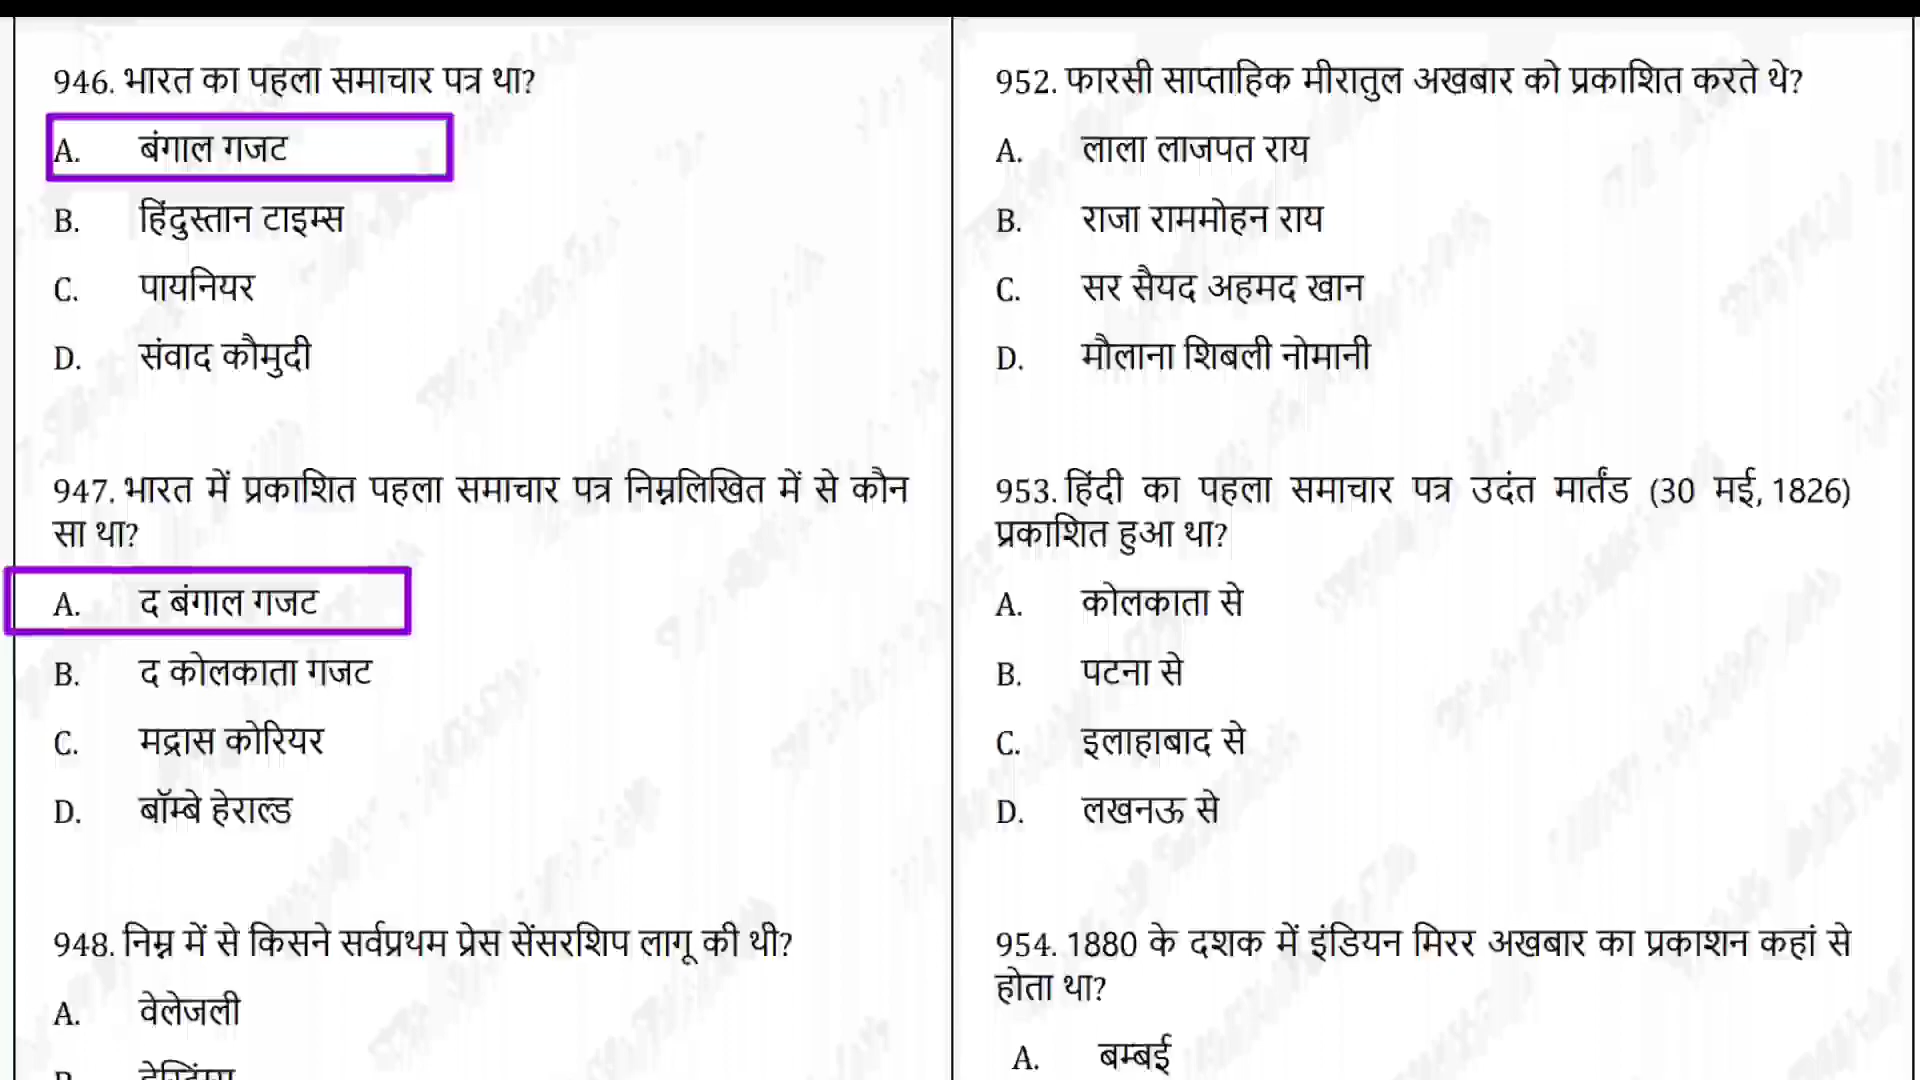 946. भारत का पहला समाचार पत्र था?
A. बंगाल गजट
B. हिंदुस्तान टाइम्स
C. पायनियर
D. संवाद कौमुदी
947. भारत में प्रकाशित पहला समाचार पत्र निम्नलिखित में से कौन
सा था?
A. द बंगाल गजट
B. द कोलकाता गजट
C. मद्रास कोरियर
D. बॉम्बे हेराल्ड
948. निम्न में से किसने सर्वप्रथम प्रेस सेंसरशिप लागू की थी?
A. वेलेजली
952. फारसी साप्ताहिक मीरातुल अखबार को प्रकाशित करते थे?
A. लाला लाजपत राय
B. राजा राममोहन राय
C. सर सैयद अहमद खान
D. मौलाना शिबली नोमानी
953. हिंदी का पहला समाचार पत्र उदंत मार्तंड (30 मई, 1826)
प्रकाशित हुआ था?
A. कोलकाता से
B. पटना से
C. इलाहाबाद से
D. लखनऊ से
954. 1880 के दशक में इंडियन मिरर अखबार का प्रकाशन कहां से
होता था?
A. बम्बई